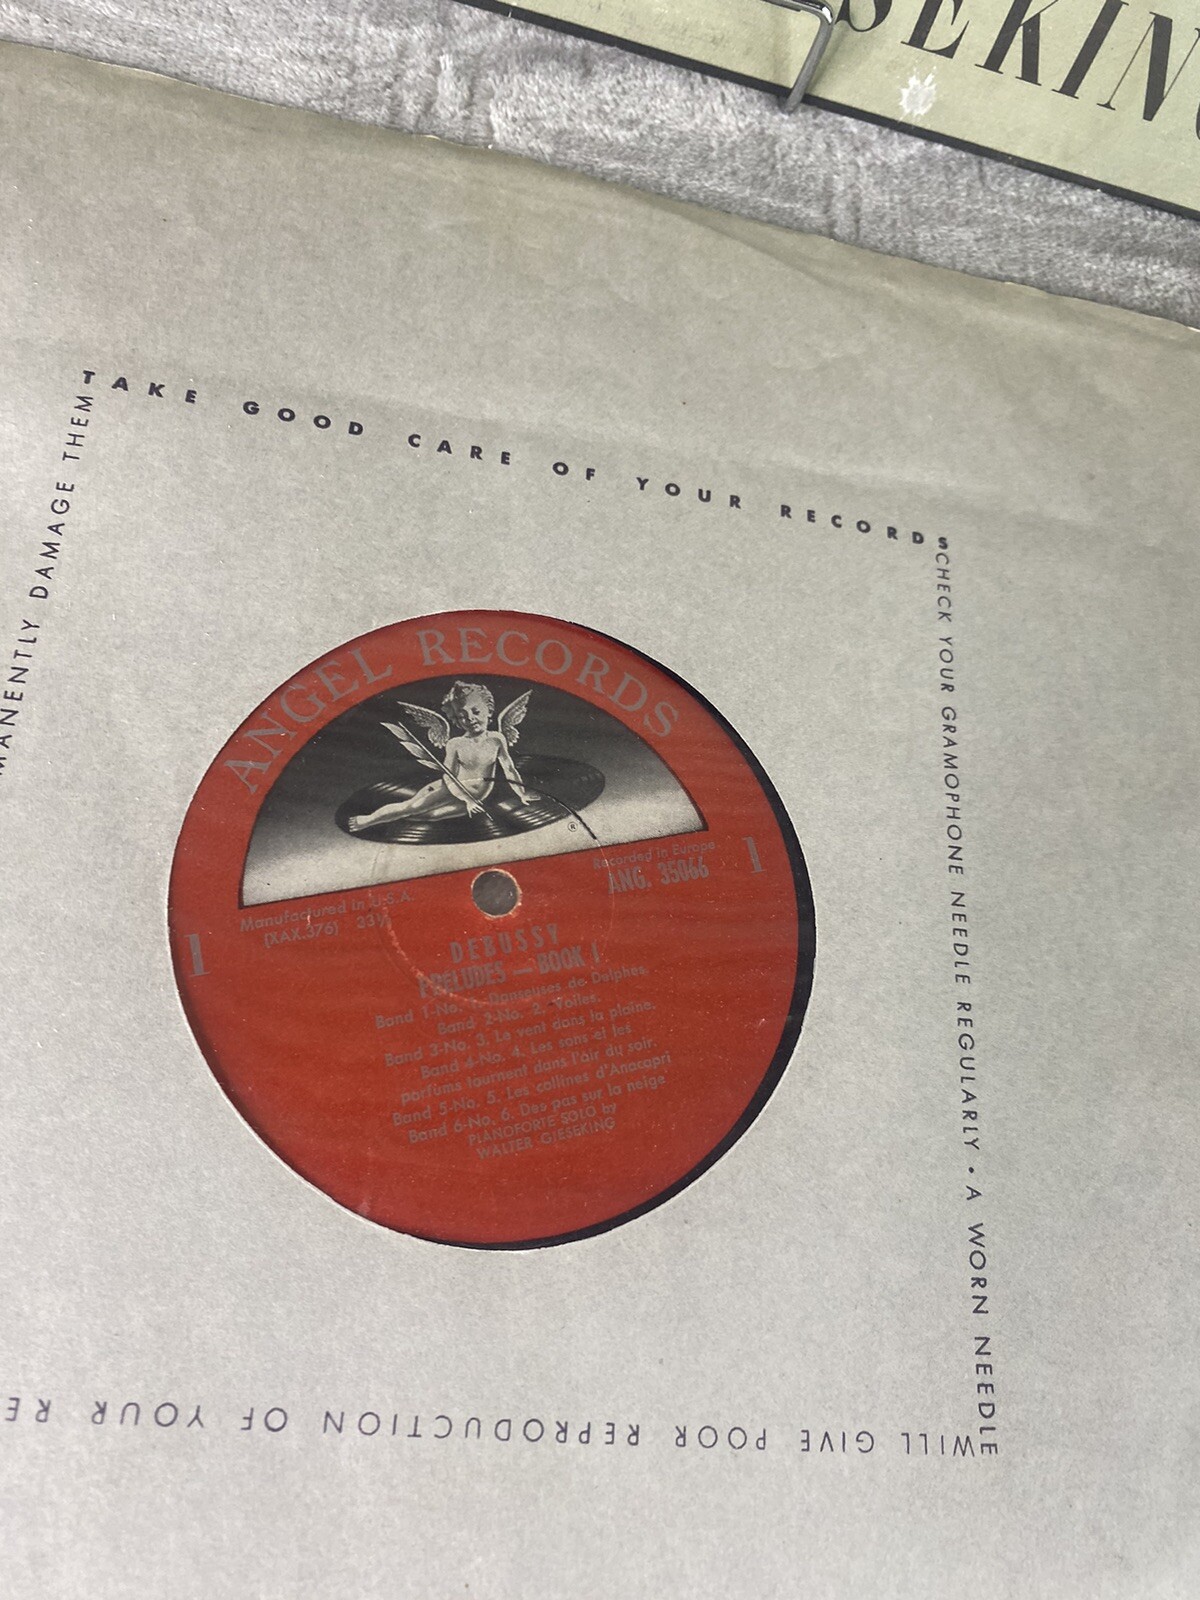 SEKIN
TAKE GOOD CARE OF YOUR RECORDS
CHECK YOUR GRAMOPHONE NEEDLE REGULARLY • A WORN NEEDLE
WILL GIVE POOR REPRODUCTION OF YOUR RE
MANENTLY DAMAGE THEM
ANGEL RECORDS
®
Recorded in Europe
ANG. 35066
1
Manufactured in U.S.A.
(XAX.376) 33⅓
1
DEBUSSY
PRELUDES — BOOK I
Band 1-No. 1. Danseuses de Delphes.
Band 2-No. 2. Voiles.
Band 3-No. 3. Le vent dans la plaine.
Band 4-No. 4. Les sons et les
parfums tournent dans l'air du soir.
Band 5-No. 5. Les collines d'Anacapri
Band 6-No. 6. Des pas sur la neige
PIANOFORTE SOLO by
WALTER GIESEKING